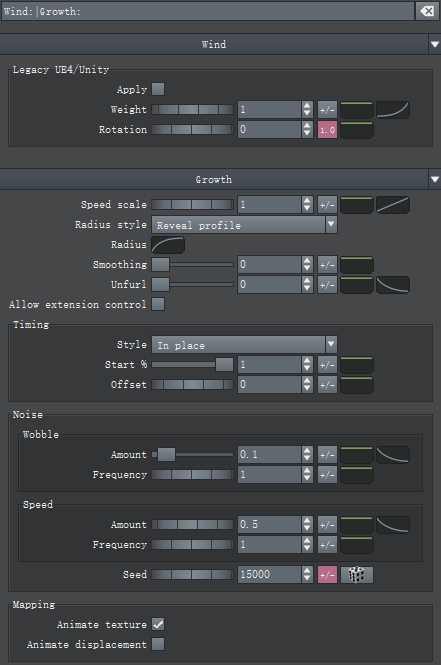 Wind:|Growth:
Wind
Legacy UE4/Unity
Apply
Weight 1 +/-
Rotation 0 1.0
Growth
Speed scale 1 +/-
Radius style Reveal profile
Radius
Smoothing 0 +/-
Unfurl 0 +/-
Allow extension control
Timing
Style In place
Start % 1 +/-
Offset 0 +/-
Noise
Wobble
Amount 0.1 +/-
Frequency 1 +/-
Speed
Amount 0.5 +/-
Frequency 1 +/-
Seed 15000 +/-
Mapping
Animate texture
Animate displacement